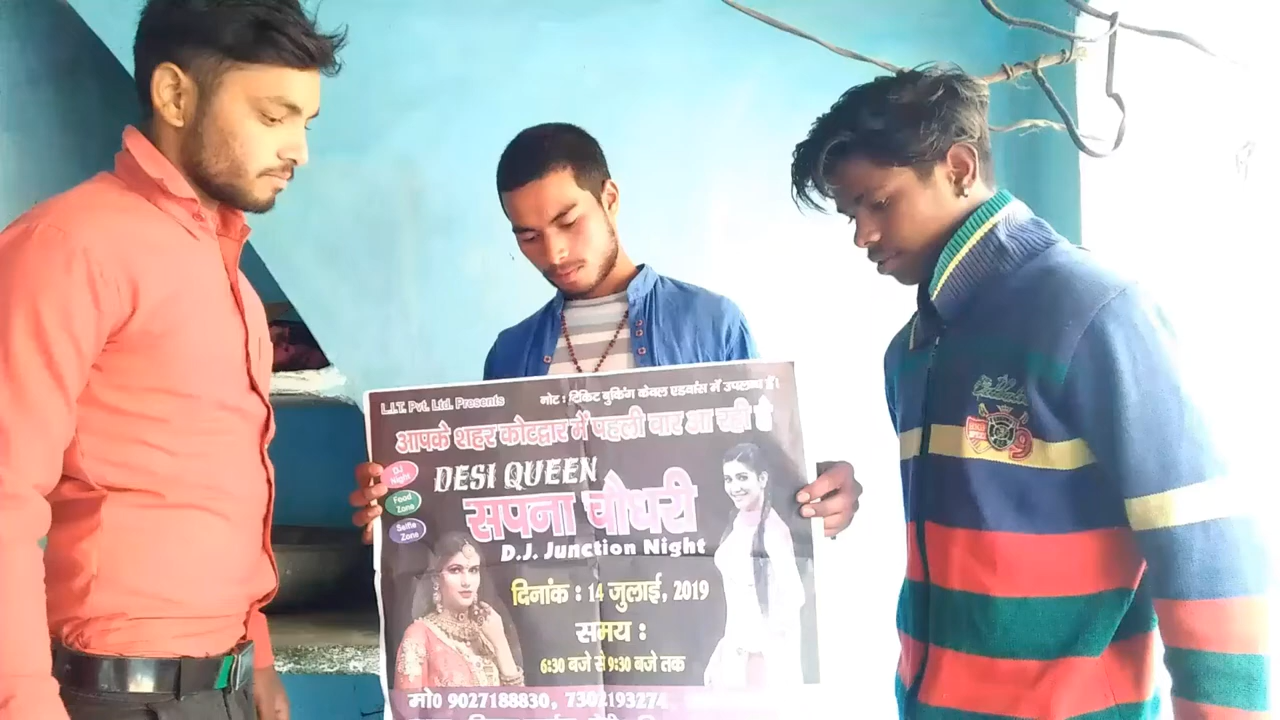 L.I.T. Pvt. Ltd. Presents
नोट : टिकिट बुकिंग केवल एडवांस में उपलब्ध है।
आपके शहर कोटद्वार में पहली बार आ रही है
DJ Night
Food Zone
Selfie Zone
DESI QUEEN
सपना चौधरी
D.J. Junction Night
दिनांक : 14 जुलाई, 2019
समय :
6:30 बजे से 9:30 बजे तक
मो0 9027188830, 7302193274,
9